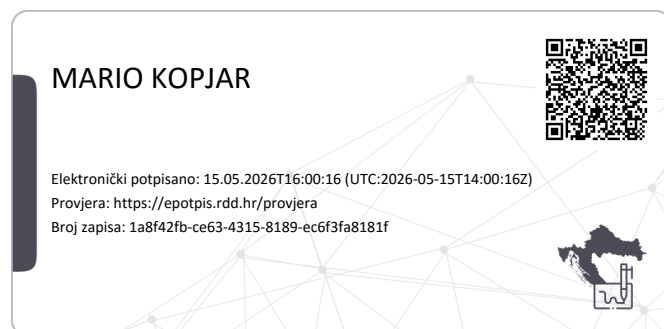 MARIO KOPJAR
Elektronički potpisano: 15.05.2026T16:00:16 (UTC:2026-05-15T14:00:16Z)
Provjera: https://epotpis.rdd.hr/provjera
Broj zapisa: 1a8f42fb-ce63-4315-8189-ec6f3fa8181f